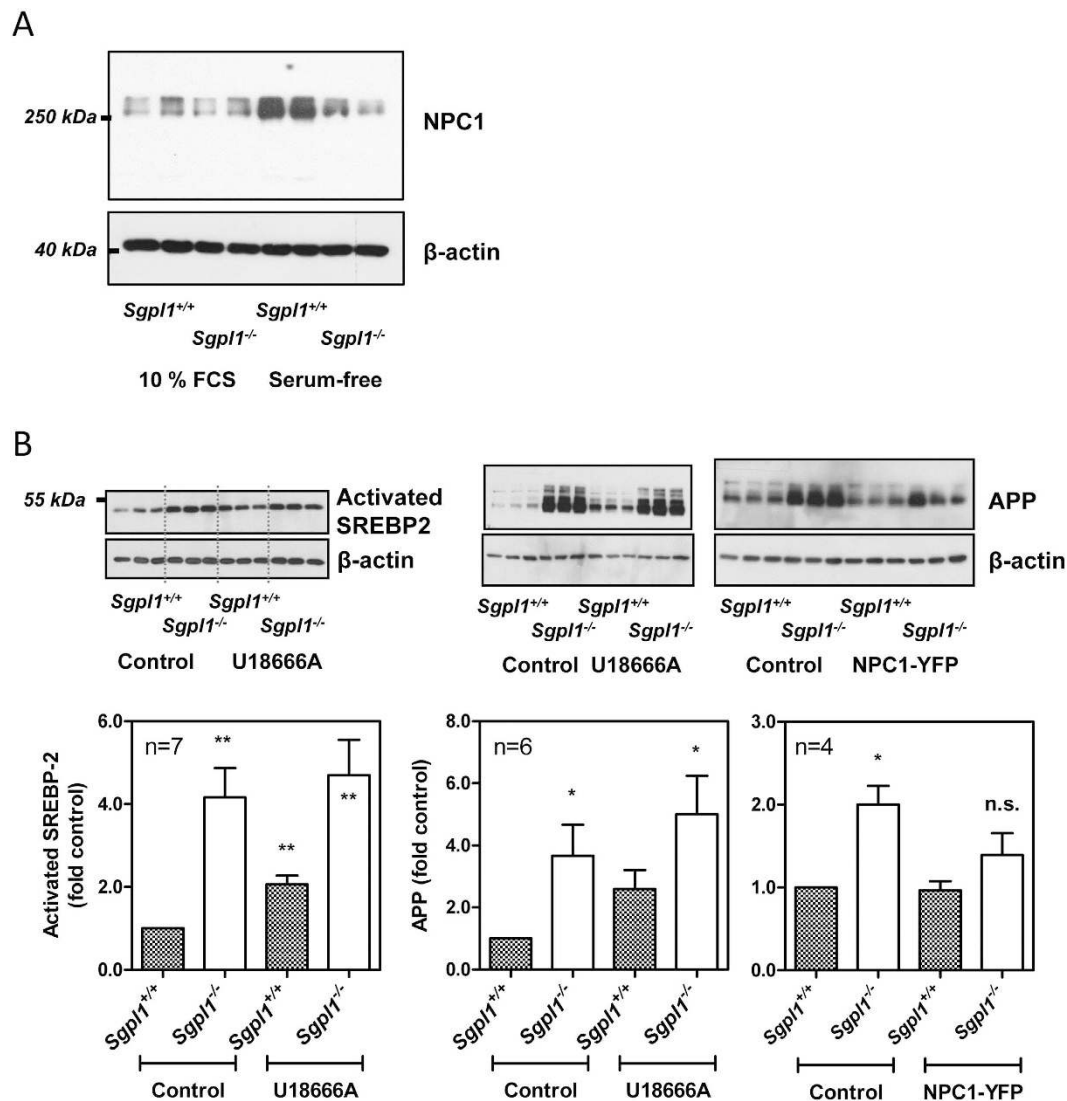 A
250 kDa
NPC1
40 kDa
β-actin
Sgpl1+/+ Sgpl1+/+
Sgpl1-/- Sgpl1-/-
10 % FCS Serum-free
B
55 kDa
Activated
SREBP2
β-actin
Sgpl1+/+ Sgpl1+/+
Sgpl1-/- Sgpl1-/-
Control U18666A
APP
β-actin
Sgpl1+/+ Sgpl1+/+
Sgpl1-/- Sgpl1-/-
Control U18666A
Sgpl1+/+ Sgpl1+/+
Sgpl1-/- Sgpl1-/-
Control NPC1-YFP
Activated SREBP-2
(fold control)
6.0
4.0
2.0
0.0
n=7
**
**
**
Sgpl1+/+ Sgpl1-/- Sgpl1+/+ Sgpl1-/-
Control U18666A
APP (fold control)
8.0
6.0
4.0
2.0
0.0
n=6
*
*
Sgpl1+/+ Sgpl1-/- Sgpl1+/+ Sgpl1-/-
Control U18666A
3.0
2.0
1.0
0.0
n=4
*
n.s.
Sgpl1+/+ Sgpl1-/- Sgpl1+/+ Sgpl1-/-
Control NPC1-YFP